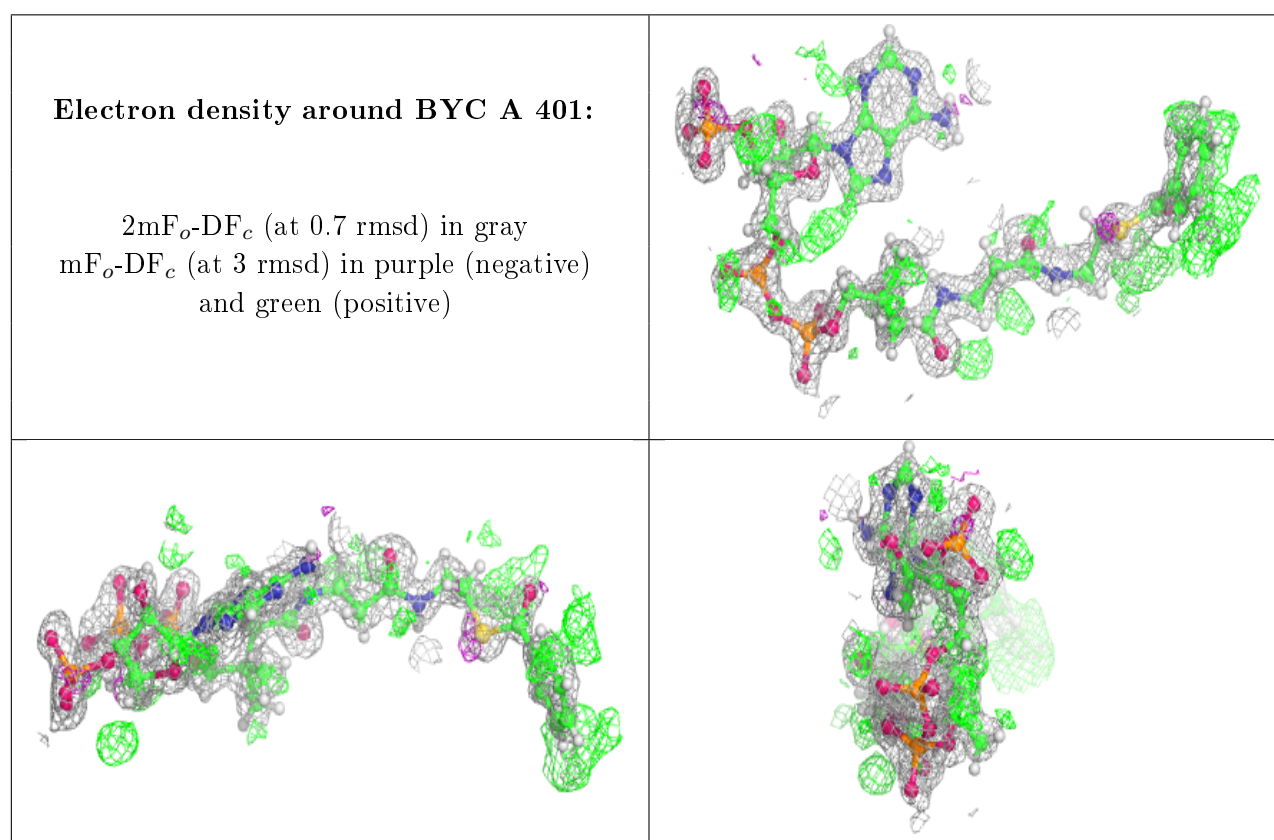 Electron density around BYC A 401:
2mFo-DFc (at 0.7 rmsd) in gray
mFo-DFc (at 3 rmsd) in purple (negative)
and green (positive)